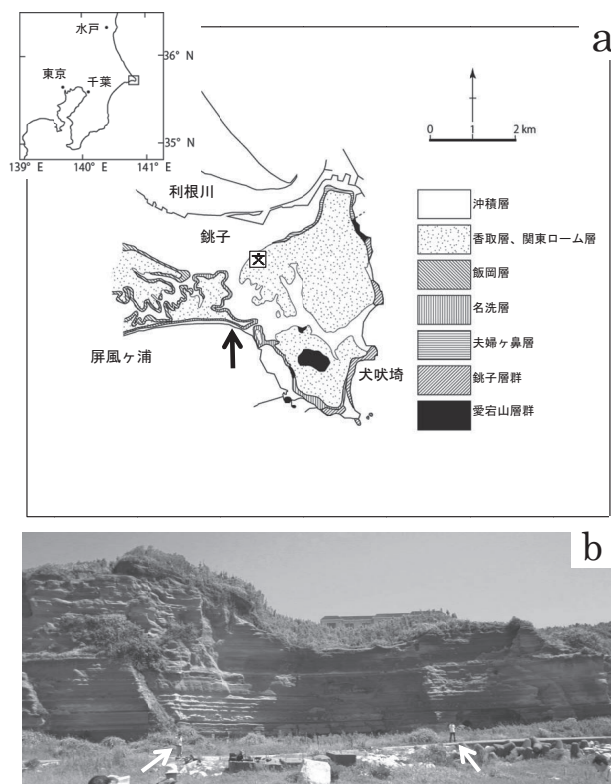 a
水戸
36° N
東京
千葉
35° N
139° E
140° E
141° E
0
1
2 km
利根川
銚子
文
屏風ヶ浦
犬吠埼
沖積層
香取層、関東ローム層
飯岡層
名洗層
夫婦ヶ鼻層
銚子層群
愛宕山層群
b